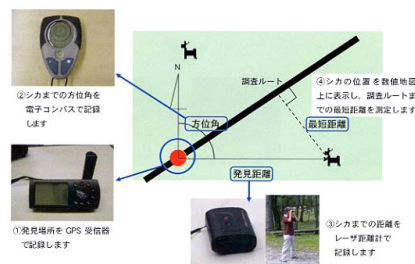 ②シカまでの方位角を
電子コンパスで記録
します
①発見場所を GPS 受信器
で記録します
N
調査ルート
方位角
発見距離
最短距離
④シカの位置を数値地図
上に表示し、調査ルートま
での最短距離を測定します
③シカまでの距離を
レーザ距離計で
記録します